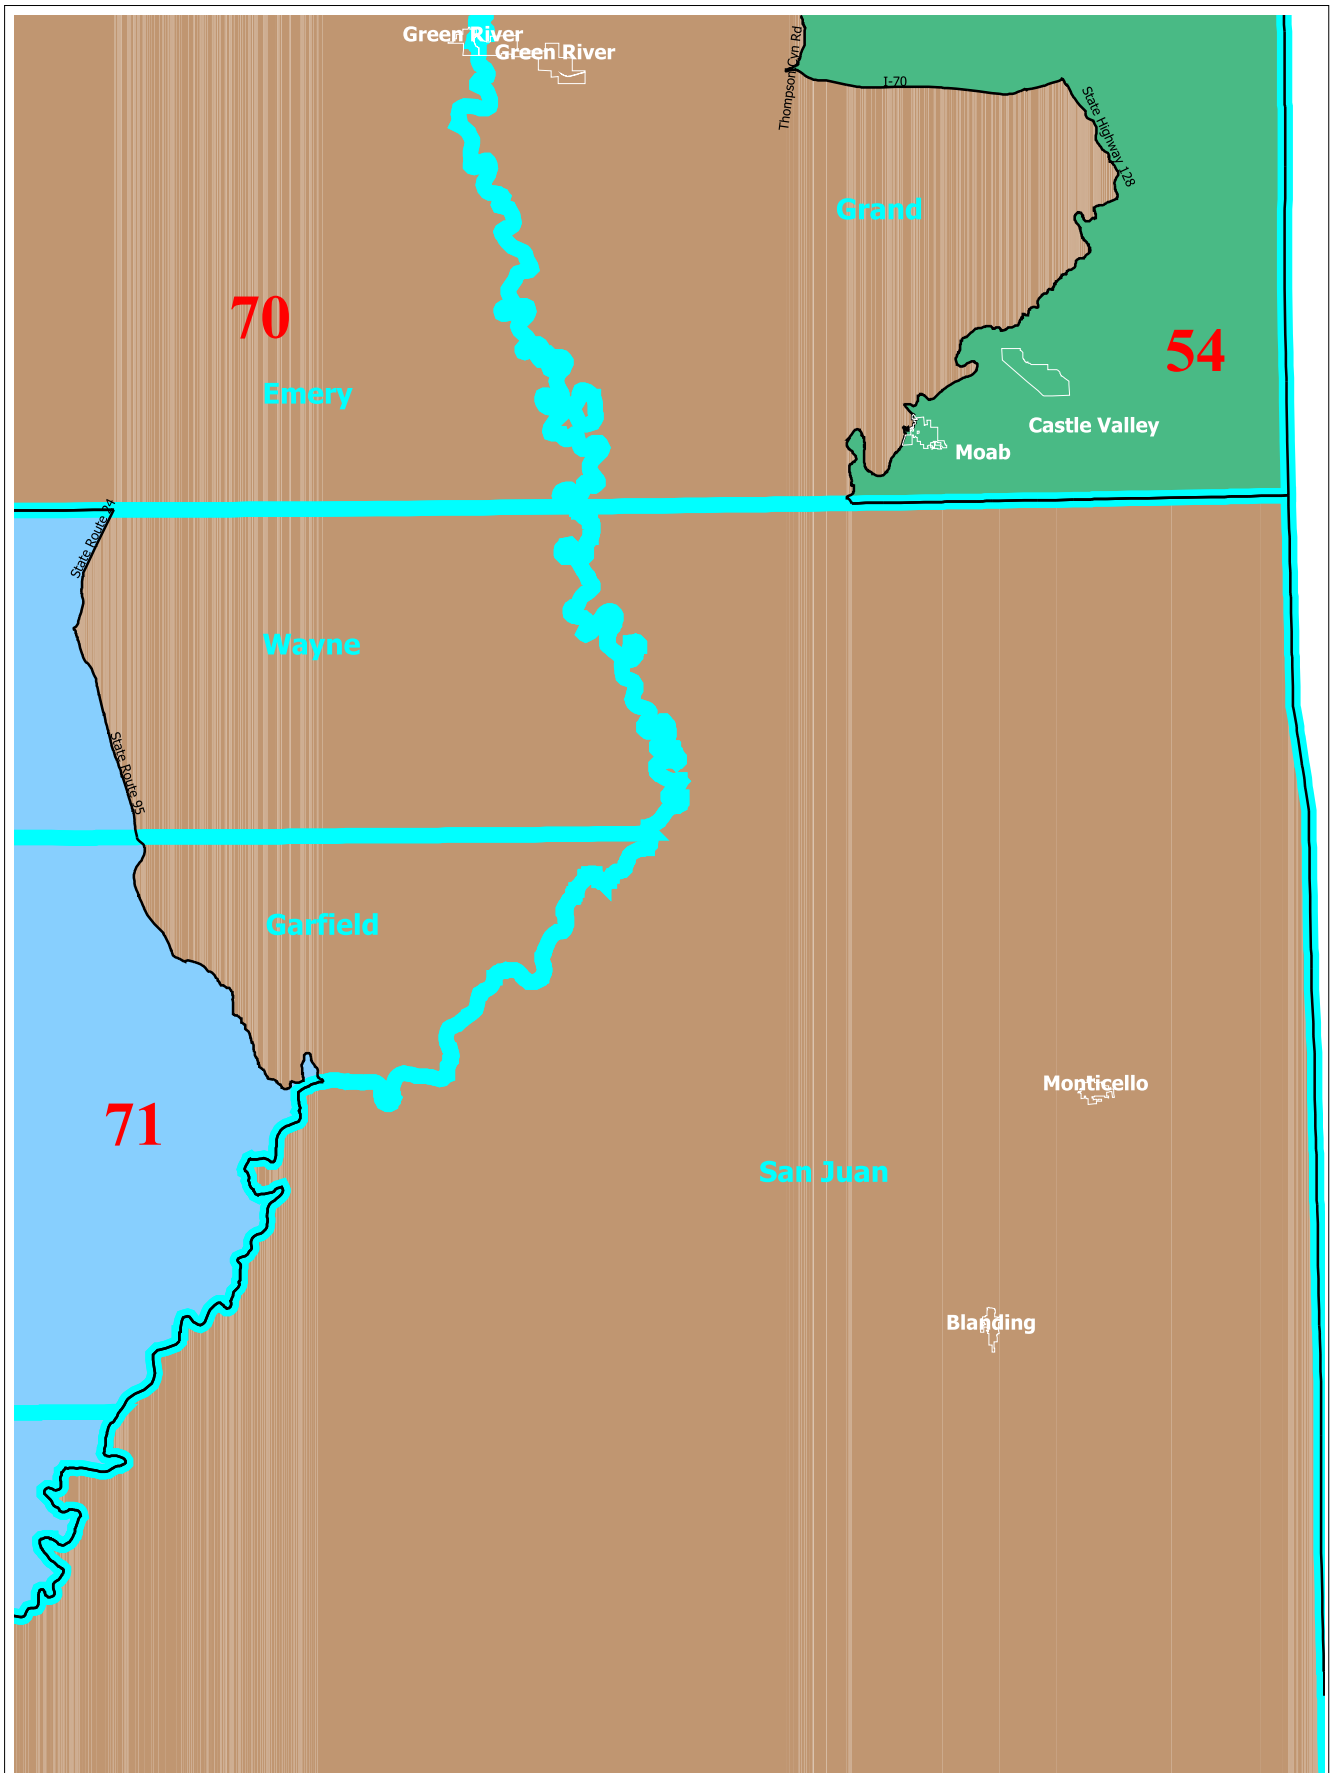 Green River
Green River
Thompson Cyn Rd
I-70
State Highway 128
Grand
70
54
Emery
Castle Valley
Moab
State Route 24
Wayne
State Route 95
Garfield
Monticello
71
San Juan
Blanding